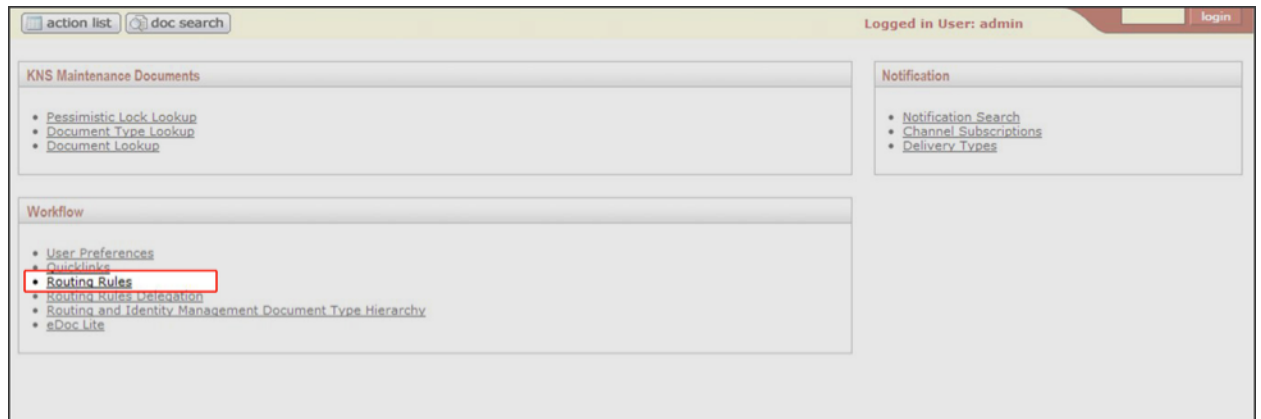 action list doc search Logged in User: admin login
KNS Maintenance Documents Notification
Pessimistic Lock Lookup
Document Type Lookup
Document Lookup
Notification Search
Channel Subscriptions
Delivery Types
Workflow
User Preferences
Quicklinks
Routing Rules
Routing Rules Delegation
Routing and Identity Management Document Type Hierarchy
eDoc Lite